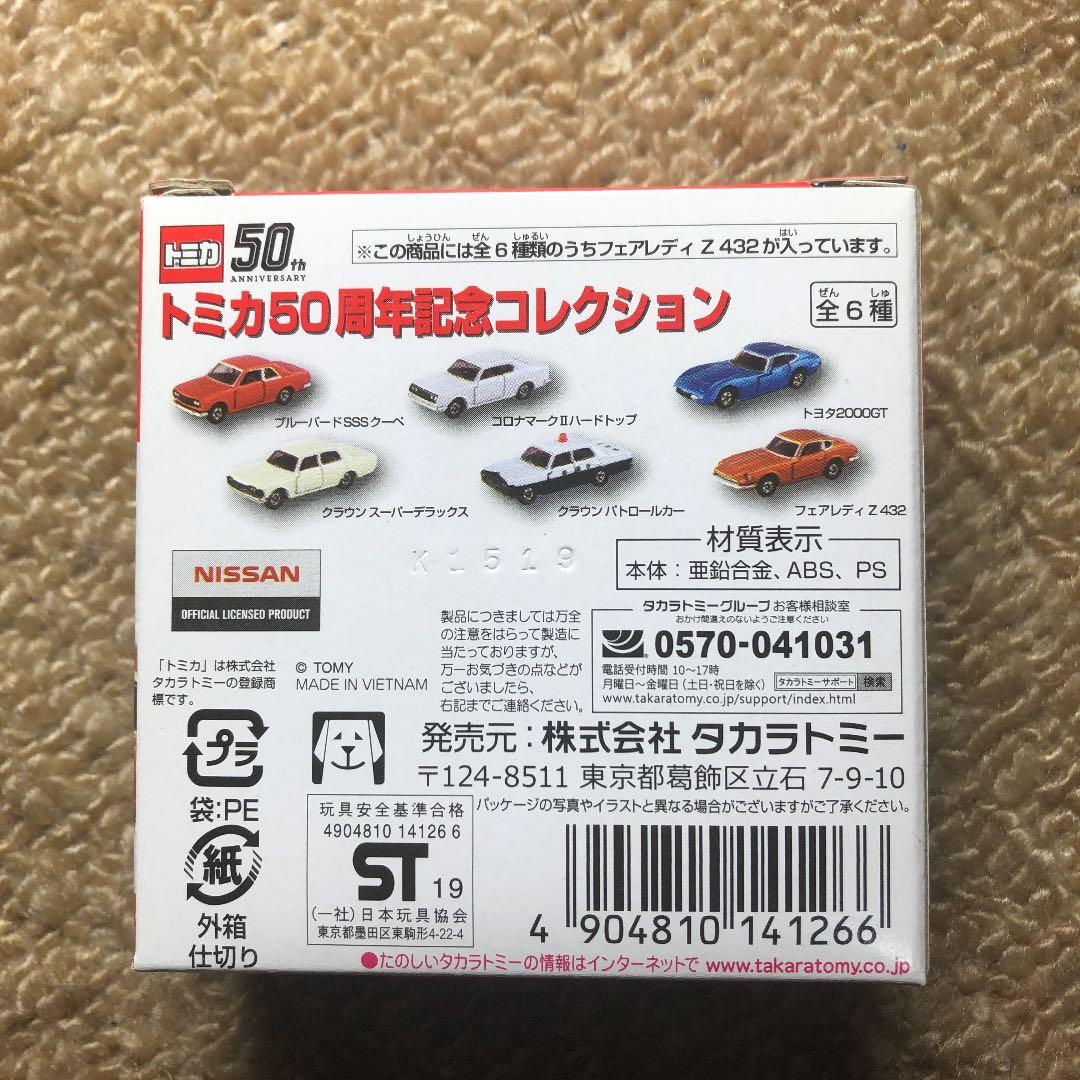 トミカ
50th
ANNIVERSARY
※この商品には全6種類のうちフェアレディ Z 432が入っています。
しょうひん ぜん しゅるい はい
トミカ50周年記念コレクション
ぜん しゅ
全6種
ブルーバードSSSクーペ
コロナマークⅡハードトップ
トヨタ2000GT
クラウン スーパーデラックス
クラウン パトロールカー
フェアレディ Z 432
K1519
材質表示
本体：亜鉛合金、ABS、PS
NISSAN
OFFICIAL LICENSED PRODUCT
「トミカ」は株式会社
タカラトミーの登録商
標です。
© TOMY
MADE IN VIETNAM
製品につきましては万全
の注意をはらって製造に
当たっておりますが、
万一お気づきの点などが
ございましたら、
右記までご連絡ください。
タカラトミーグループ お客様相談室
おかけ間違えのないようご注意ください
0570-041031
電話受付時間 10〜17時
月曜日〜金曜日（土日・祝日を除く）
タカラトミーサポート 検索
www.takaratomy.co.jp/support/index.html
発売元：株式会社 タカラトミー
〒124-8511 東京都葛飾区立石 7-9-10
パッケージの写真やイラストと異なる場合がございますがご了承ください。
プラ
袋：PE
紙
外箱
仕切り
玩具安全基準合格
4904810 14126 6
ST 19
（一社）日本玩具協会
東京都墨田区東駒形4-22-4
4 904810 141266
●たのしいタカラトミーの情報はインターネットで www.takaratomy.co.jp